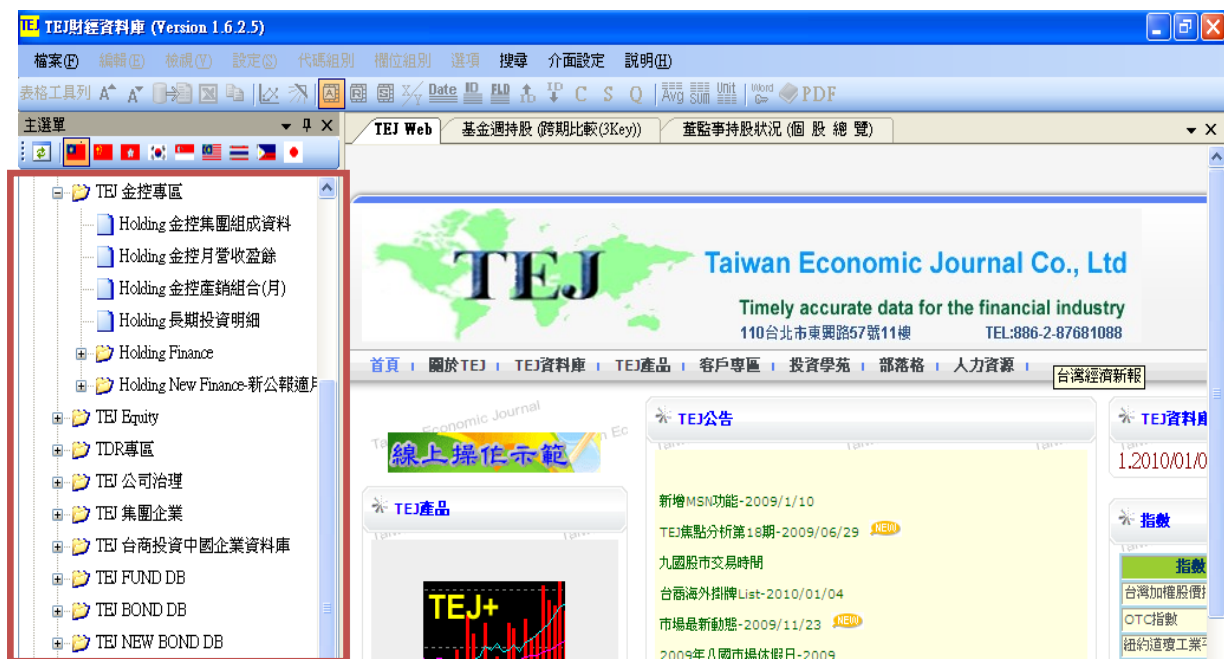 TEJ TEJ財經資料庫 (Version 1.6.2.5)
檔案(F) 編輯(E) 檢視(V) 設定(S) 代碼組別 欄位組別 選項 搜尋 介面設定 說明(H)
表格工具列 Date ID FLD IP C S Q Avg Sum Unit Word PDF
主選單
TEJ Web 基金週持股 (跨期比較(3Key)) 董監事持股狀況 (個 股 總 覽)
TEJ 金控專區
Holding 金控集團組成資料
Holding 金控月營收盈餘
Holding 金控產銷組合(月)
Holding 長期投資明細
Holding Finance
Holding New Finance-新公報適用
TEJ Equity
TDR專區
TEJ 公司治理
TEJ 集團企業
TEJ 台商投資中國企業資料庫
TEJ FUND DB
TEJ BOND DB
TEJ NEW BOND DB
TEJ
Taiwan Economic Journal Co., Ltd
Timely accurate data for the financial industry
110台北市東興路57號11樓 TEL:886-2-87681088
首頁 關於TEJ TEJ資料庫 TEJ產品 客戶專區 投資學苑 部落格 人力資源
台灣經濟新報
線上操作示範
TEJ產品
TEJ+
TEJ公告
新增MSN功能-2009/1/10
TEJ焦點分析第18期-2009/06/29 NEW
九國股市交易時間
台商海外掛牌List-2010/01/04
市場最新動態-2009/11/23 NEW
2009年八國市場休假日-2009
TEJ資料庫
1.2010/01/0
指數
指數
台灣加權股價指
OTC指數
紐約道瓊工業平